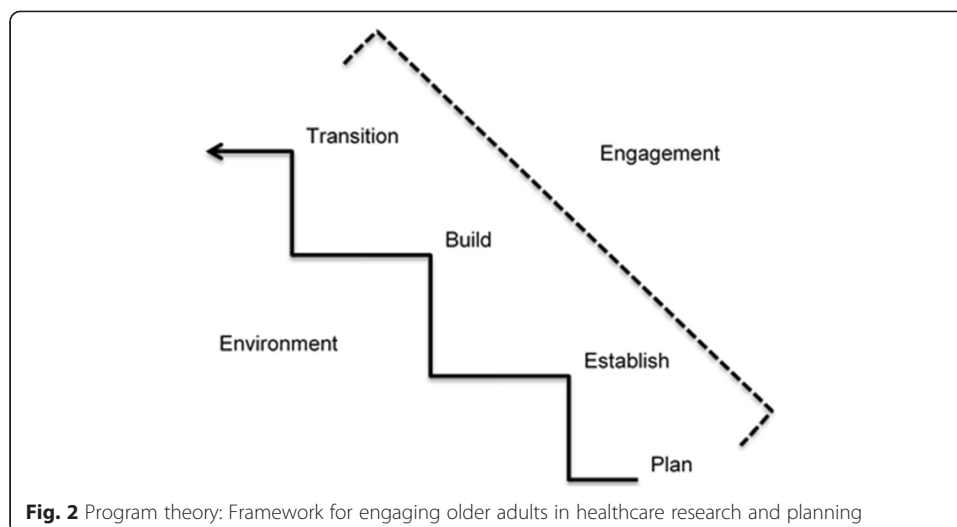 Transition
Engagement
Build
Environment
Establish
Plan
Fig. 2 Program theory: Framework for engaging older adults in healthcare research and planning